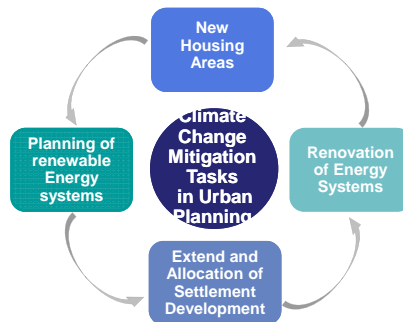 New
Housing
Areas
Planning of
renewable
Energy
systems
Climate
Change
Mitigation
Tasks
in Urban
Planning
Renovation
of Energy
Systems
Extend and
Allocation of
Settlement
Development